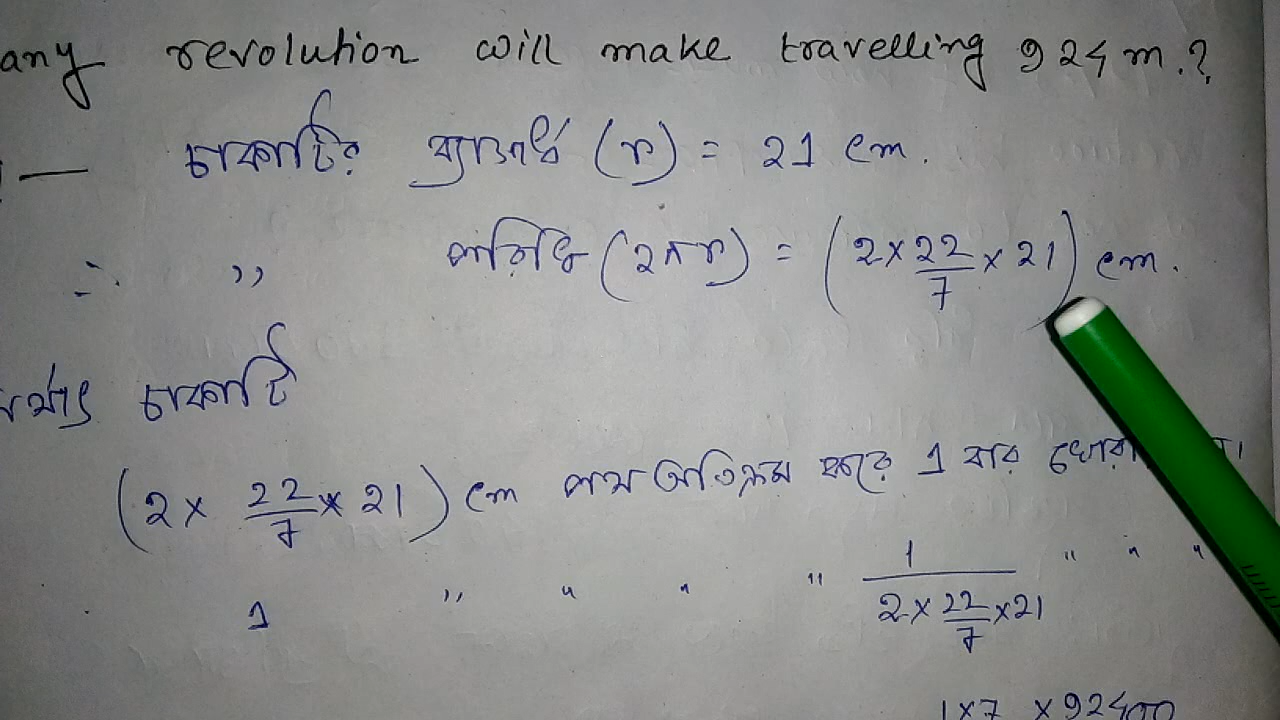 any revolution will make travelling 924 m.?
— চাকাটির ব্যাসার্ধ (r) = 21 cm.
∴ ,, পরিধি (2πr) = (2 × 22/7 × 21) cm.
অর্থাৎ চাকাটি
(2 × 22/7 × 21) cm পথ অতিক্রম করে 1 বার
1 ,, " " " 1/(2 × 22/7 × 21) " " "
1×7 ×92400